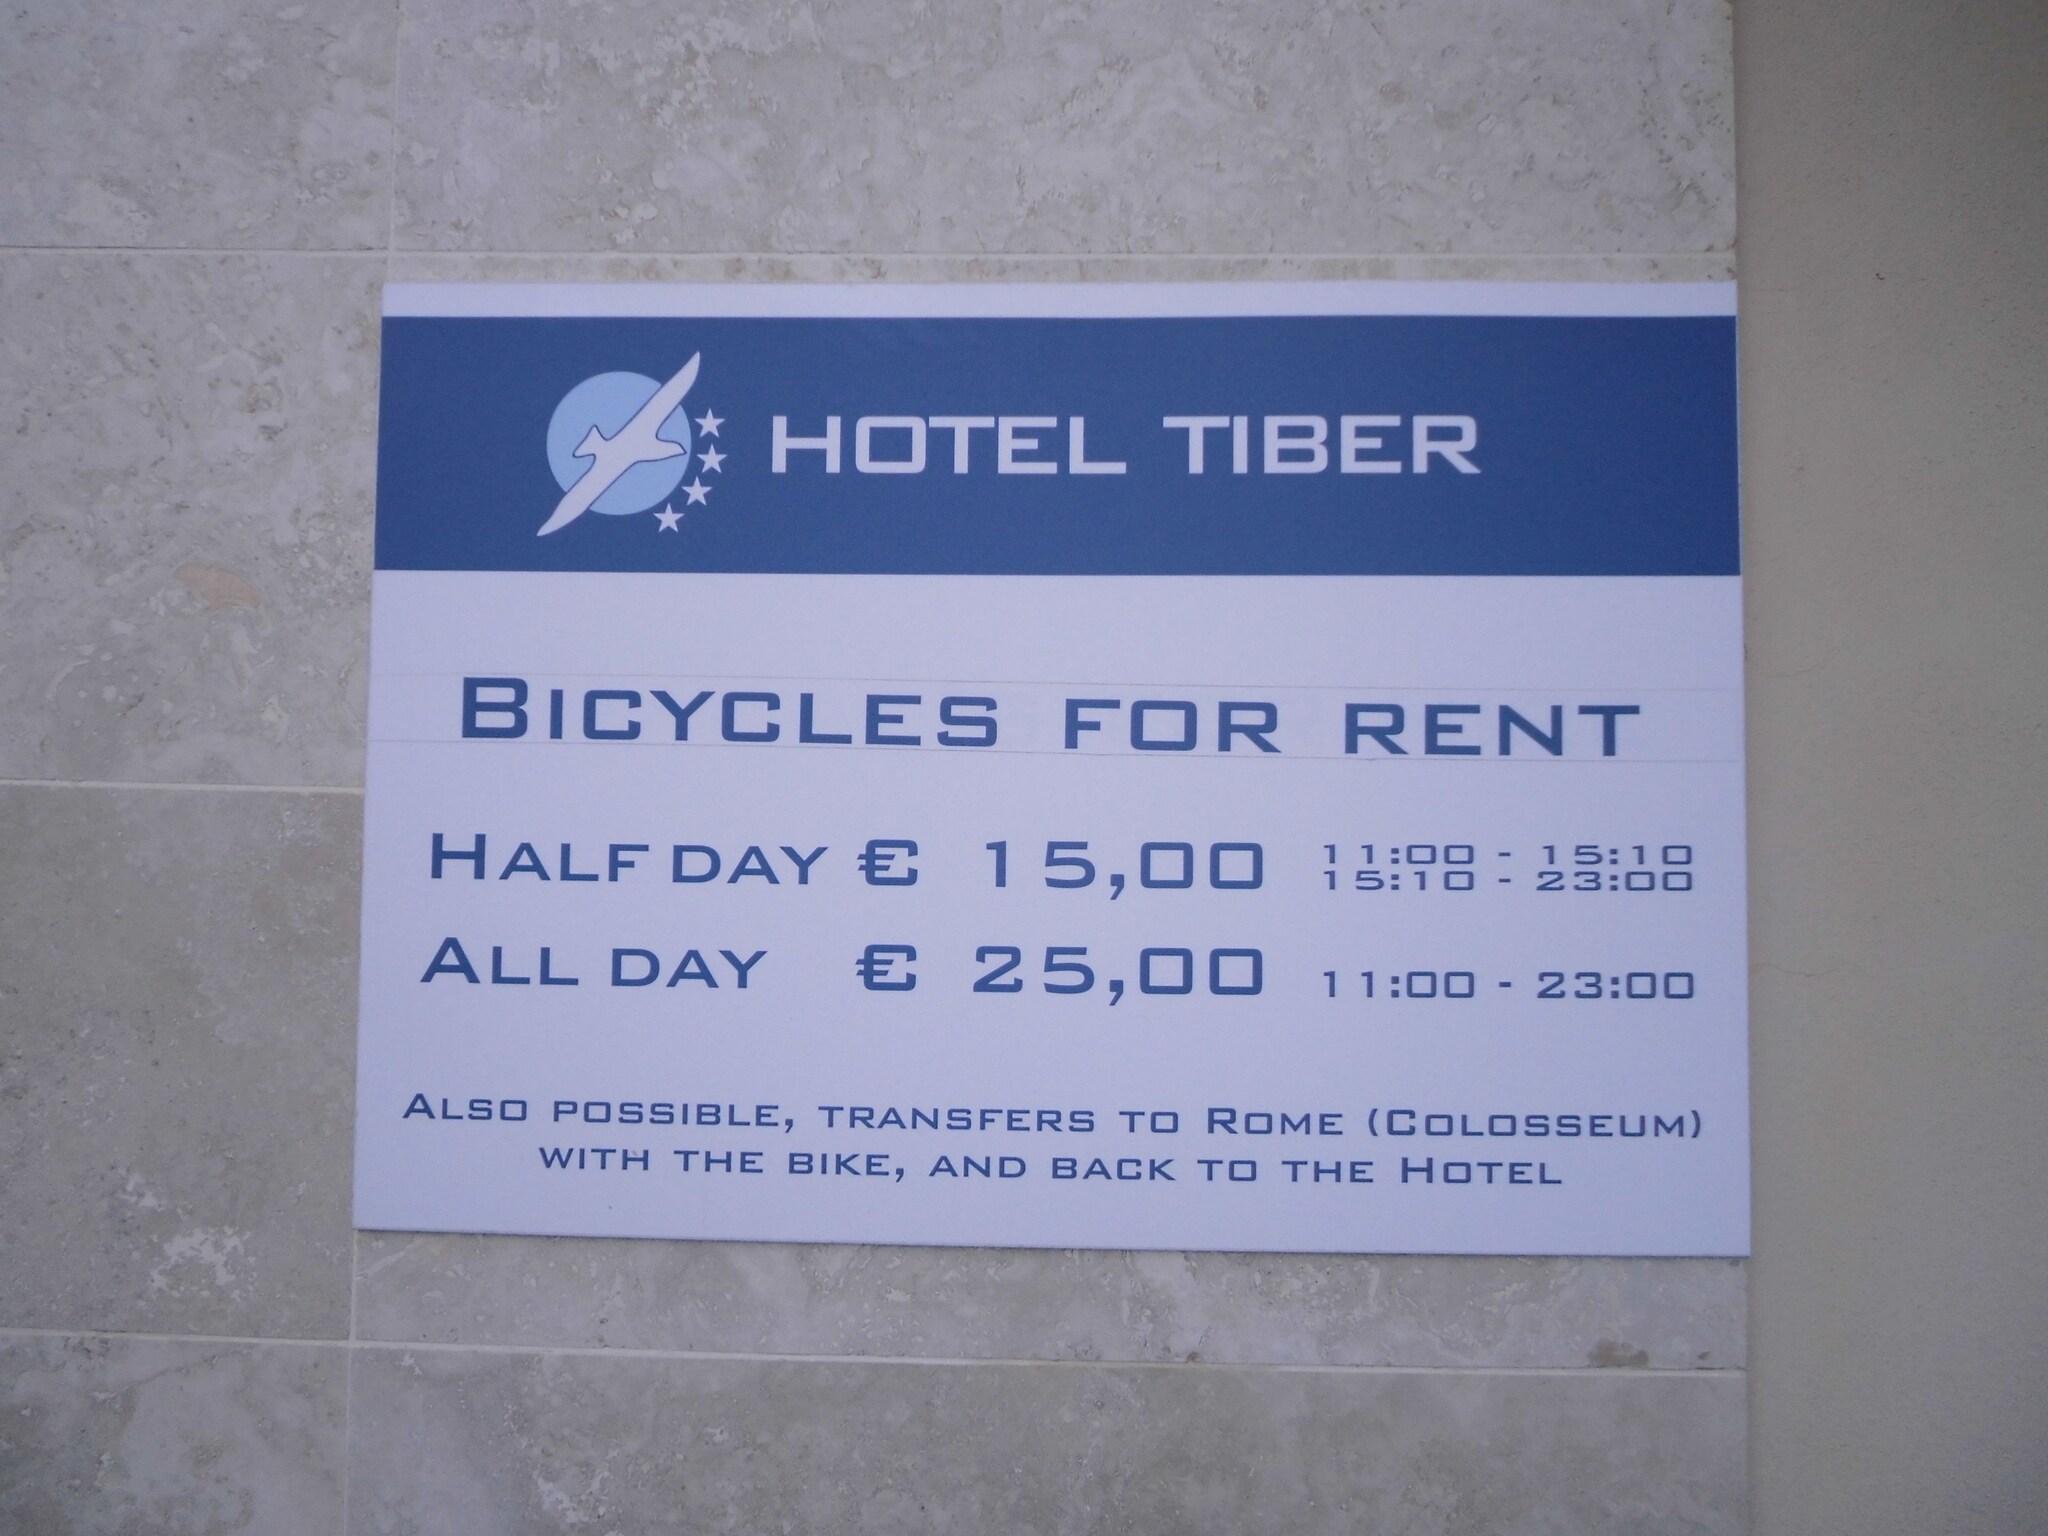 HOTEL TIBER
BICYCLES FOR RENT
HALF DAY € 15,00 11:00 - 15:10
15:10 - 23:00
ALL DAY € 25,00 11:00 - 23:00
ALSO POSSIBLE, TRANSFERS TO ROME (COLOSSEUM)
WITH THE BIKE, AND BACK TO THE HOTEL